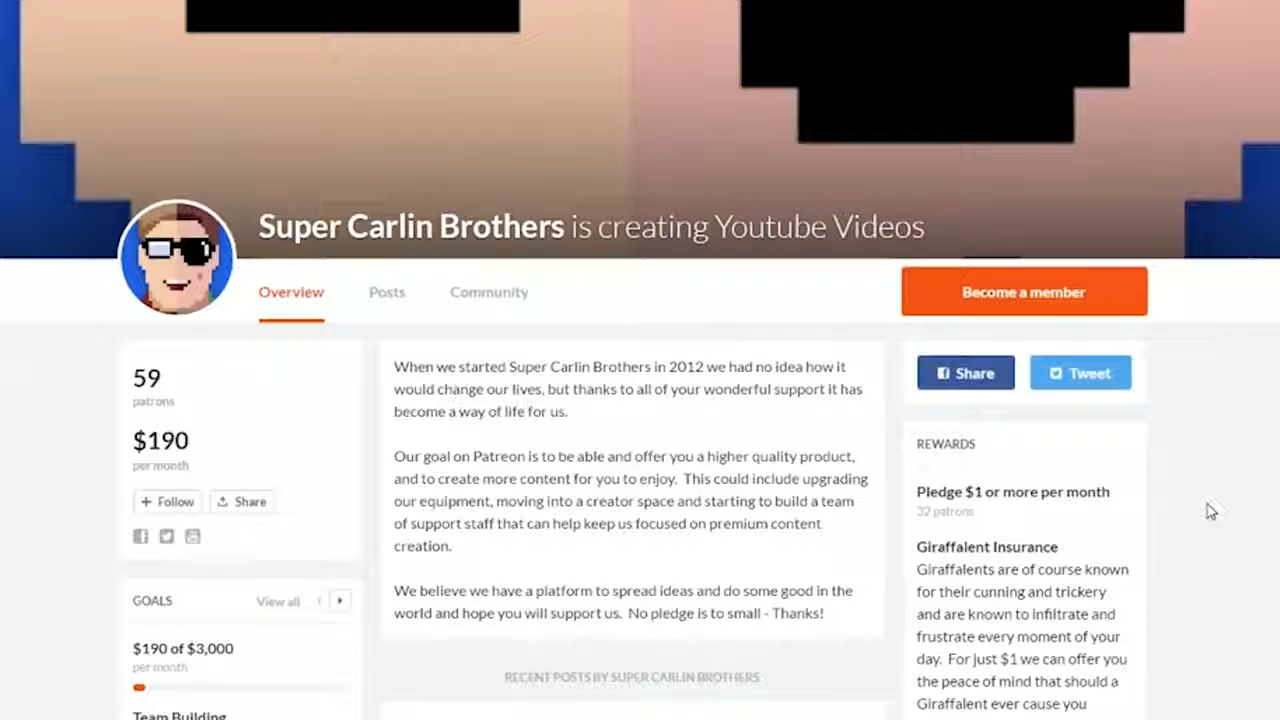 Super Carlin Brothers is creating Youtube Videos
Overview
Posts
Community
Become a member
59
patrons
$190
per month
+ Follow
Share
GOALS
View all
$190 of $3,000
per month
Team Building
When we started Super Carlin Brothers in 2012 we had no idea how it
would change our lives, but thanks to all of your wonderful support it has
become a way of life for us.
Our goal on Patreon is to be able and offer you a higher quality product,
and to create more content for you to enjoy. This could include upgrading
our equipment, moving into a creator space and starting to build a team
of support staff that can help keep us focused on premium content
creation.
We believe we have a platform to spread ideas and do some good in the
world and hope you will support us. No pledge is to small - Thanks!
RECENT POSTS BY SUPER CARLIN BROTHERS
Share
Tweet
REWARDS
Pledge $1 or more per month
32 patrons
Giraffalent Insurance
Giraffalents are of course known
for their cunning and trickery
and are known to infiltrate and
frustrate every moment of your
day. For just $1 we can offer you
the peace of mind that should a
Giraffalent ever cause you